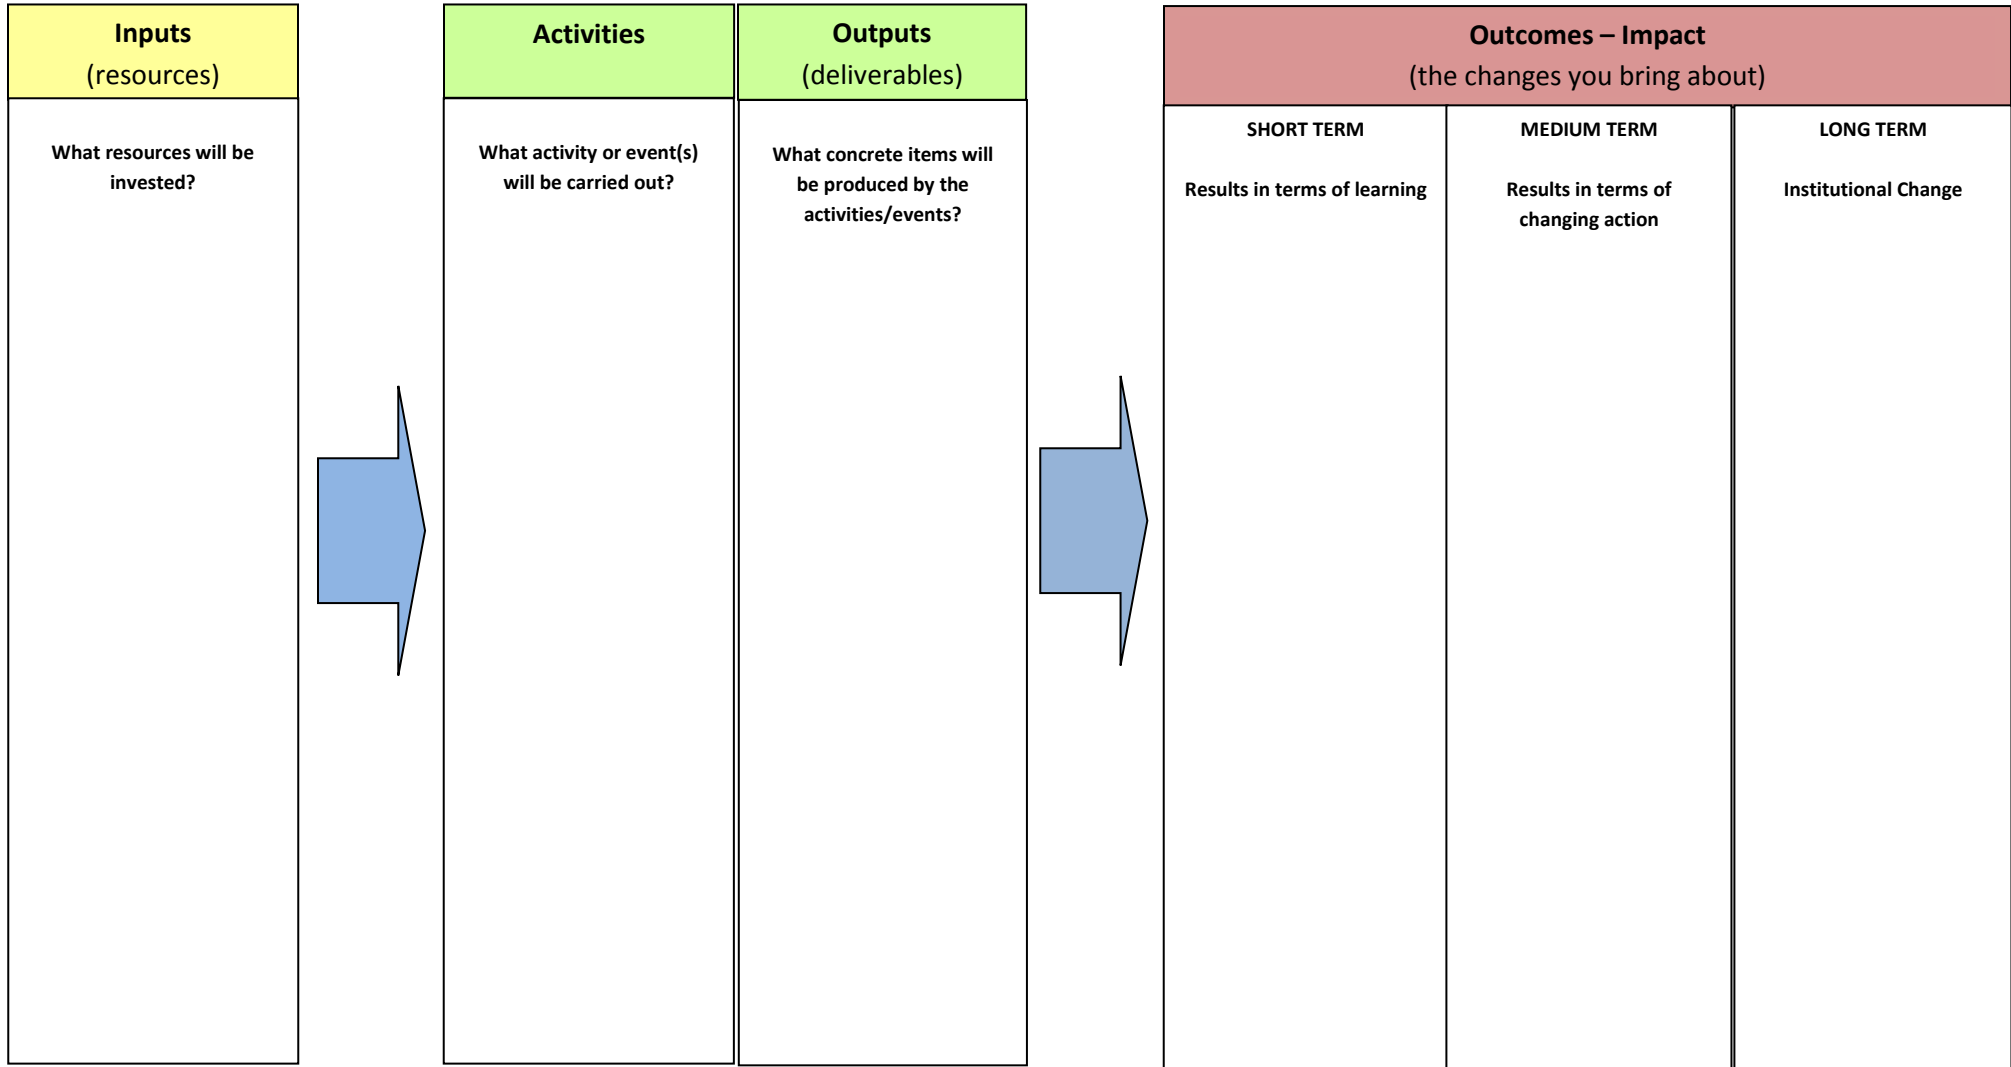 Inputs
(resources)
What resources will be
invested?
Activities
What activity or event(s)
will be carried out?
Outputs
(deliverables)
What concrete items will
be produced by the
activities/events?
Outcomes – Impact
(the changes you bring about)
SHORT TERM
Results in terms of learning
MEDIUM TERM
Results in terms of
changing action
LONG TERM
Institutional Change